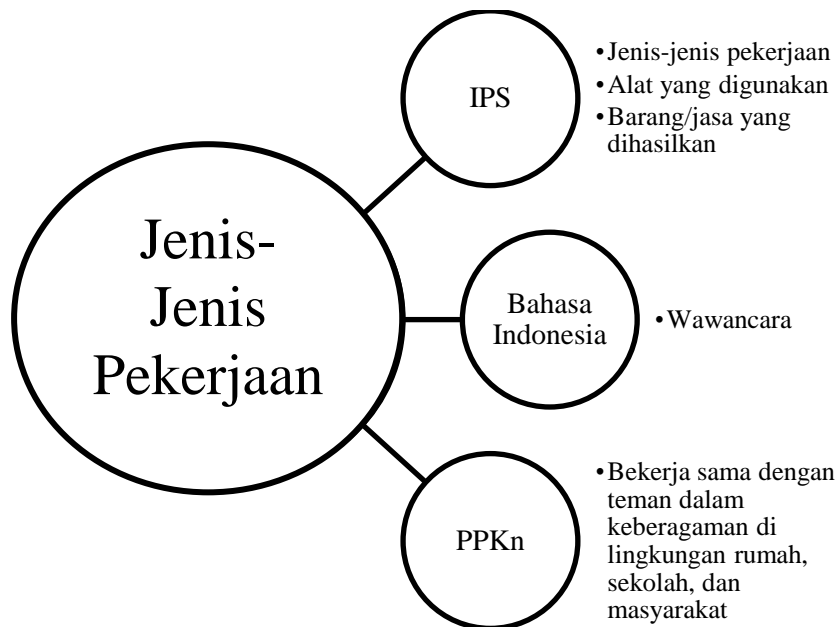 Jenis-
Jenis
Pekerjaan
IPS
•Jenis-jenis pekerjaan
•Alat yang digunakan
•Barang/jasa yang
dihasilkan
Bahasa
Indonesia
•Wawancara
PPKn
•Bekerja sama dengan
teman dalam
keberagaman di
lingkungan rumah,
sekolah, dan
masyarakat